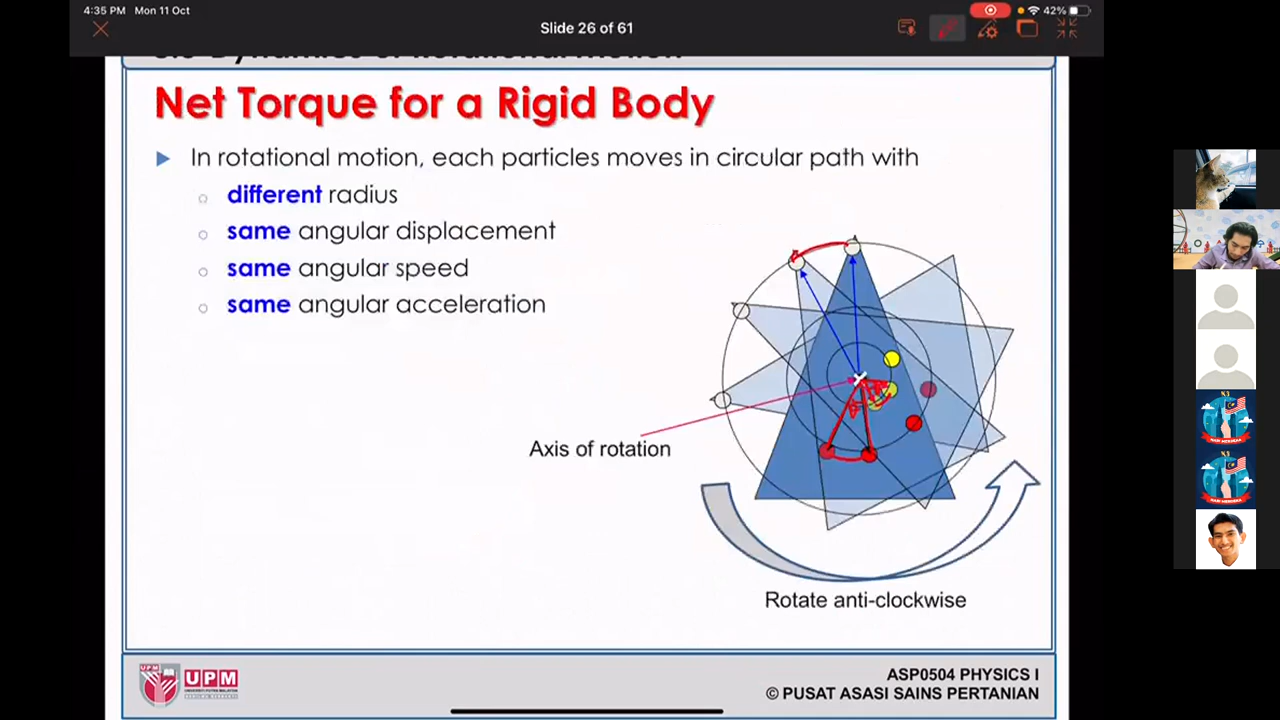 4:35 PM Mon 11 Oct
42%
Slide 26 of 61
Net Torque for a Rigid Body
In rotational motion, each particles moves in circular path with
different radius
same angular displacement
same angular speed
same angular acceleration
Axis of rotation
Rotate anti-clockwise
UPM
UPM
ASP0504 PHYSICS I
© PUSAT ASASI SAINS PERTANIAN